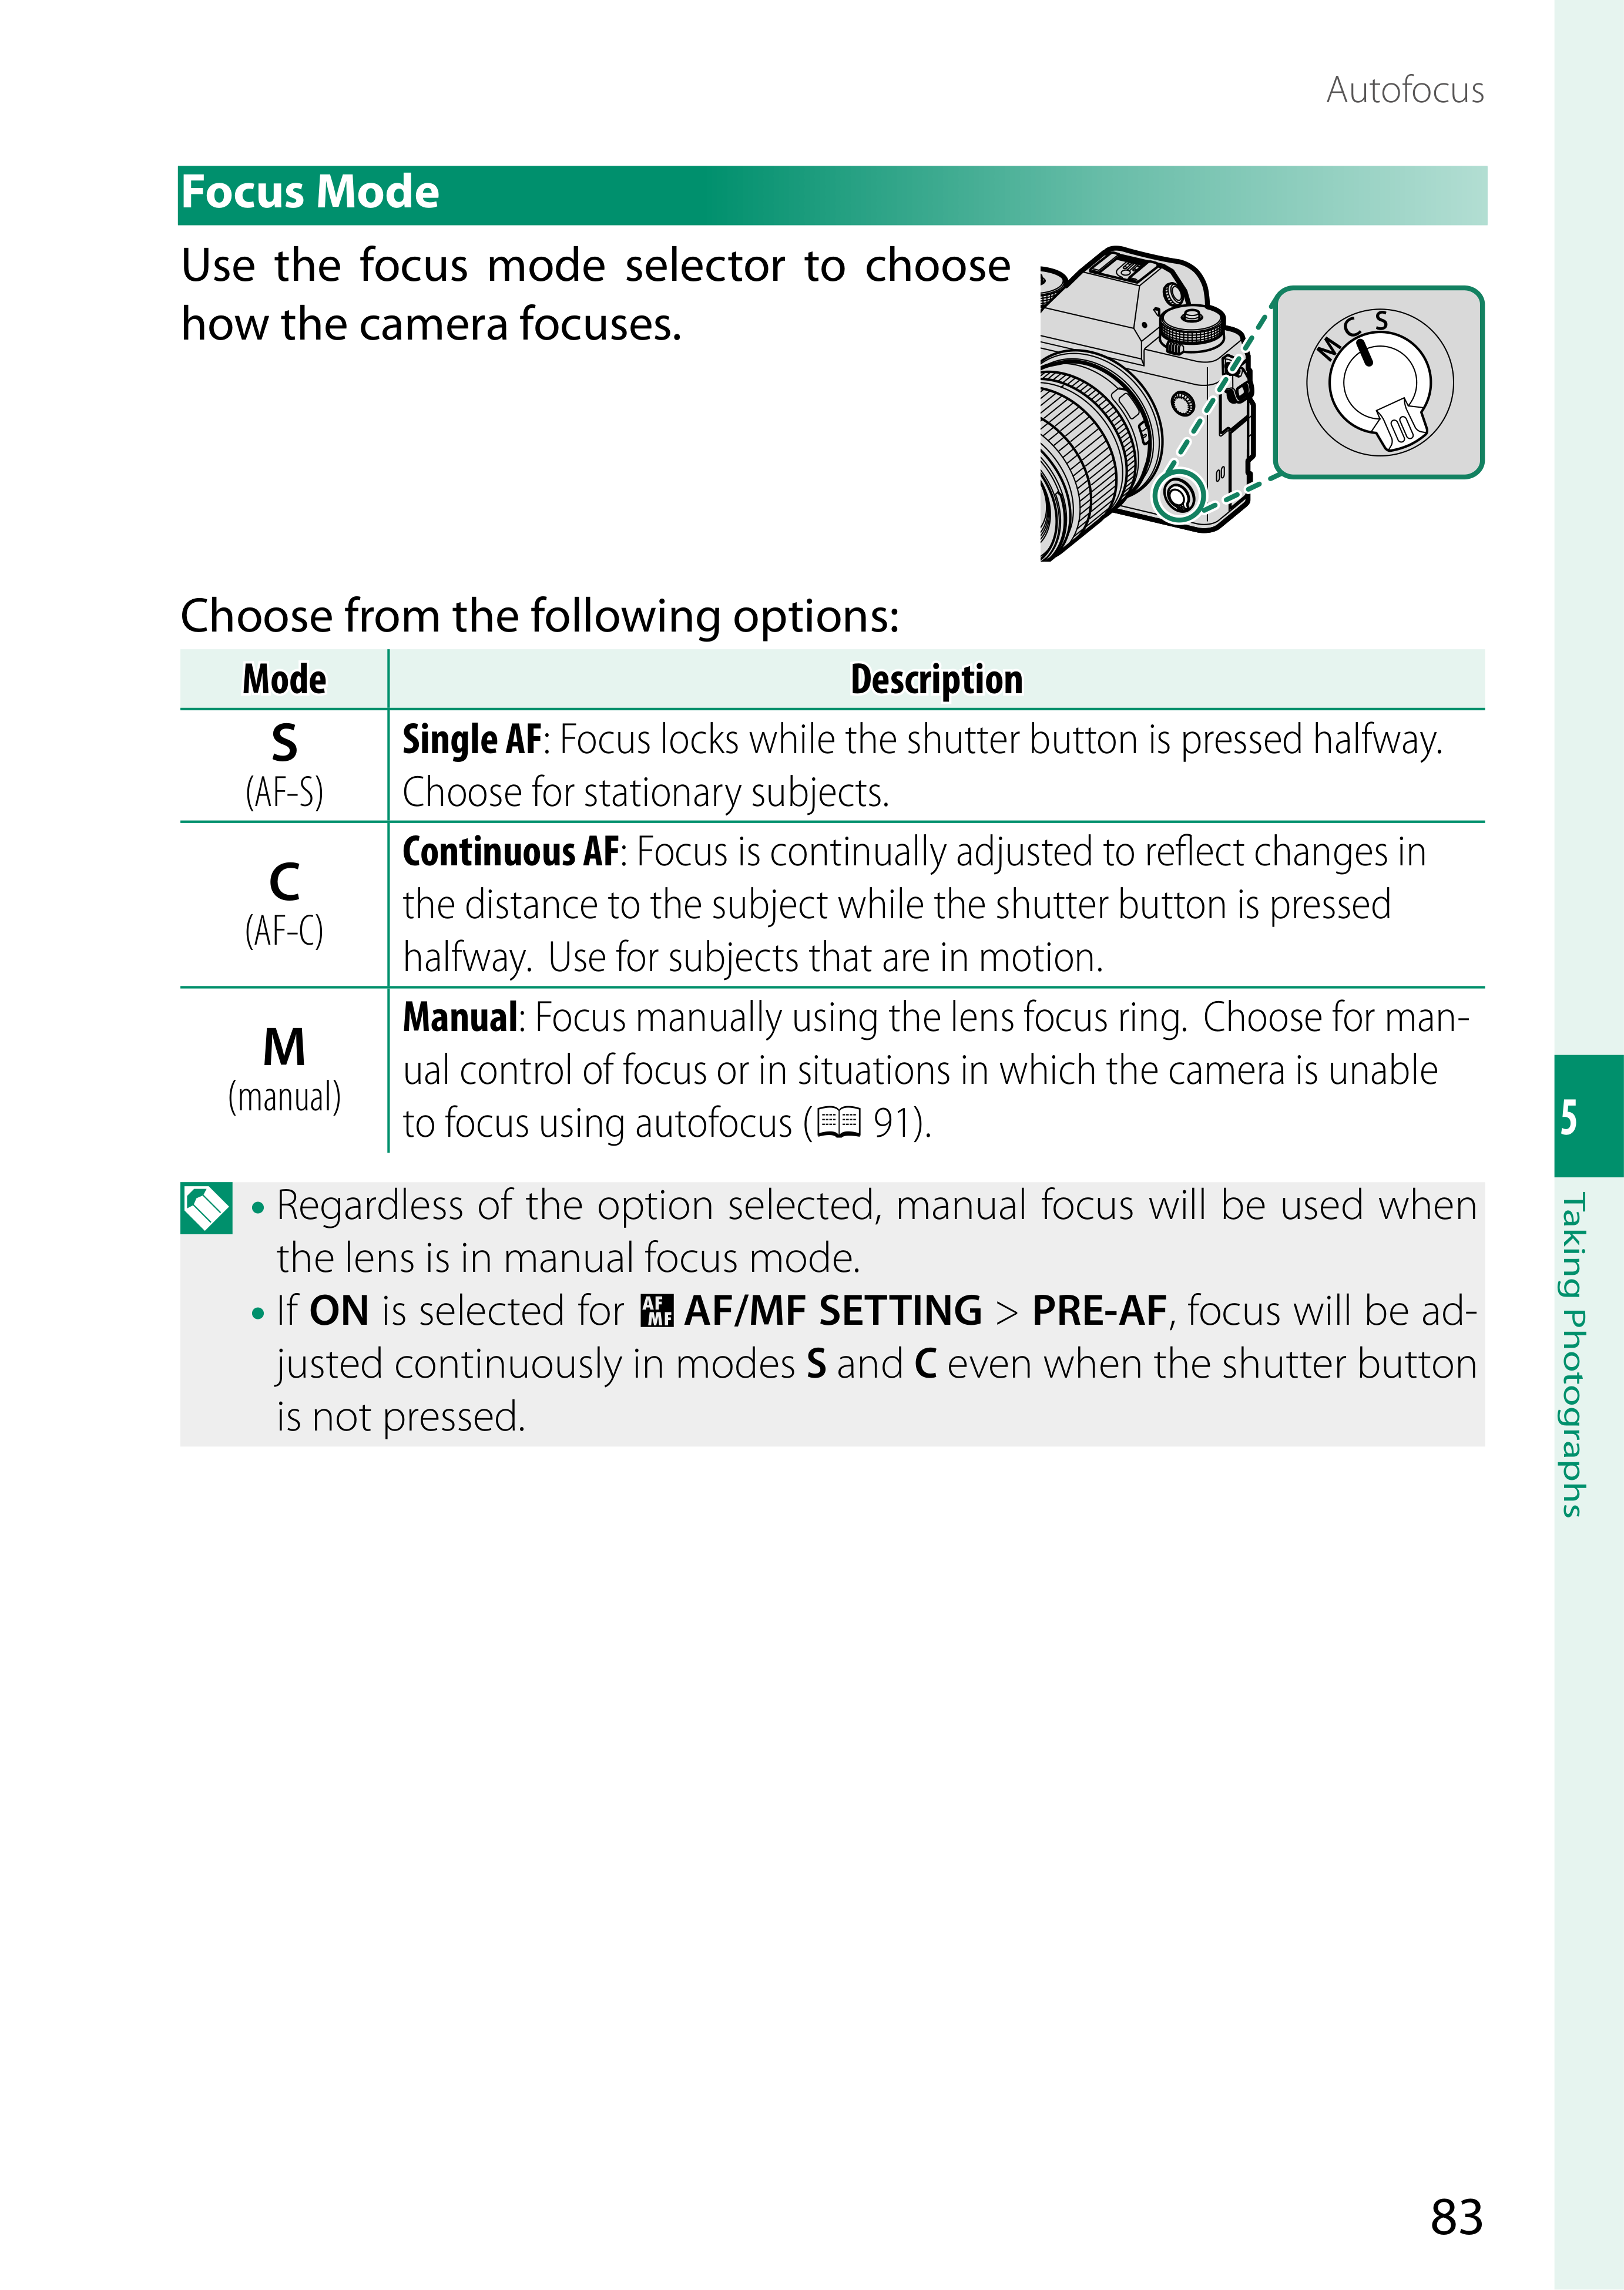 Autofocus
Focus Mode
Use the focus mode selector to choose
how the camera focuses.
M C S
Choose from the following options:
Mode Description
S
(AF-S)
Single AF: Focus locks while the shutter button is pressed halfway.
Choose for stationary subjects.
C
(AF-C)
Continuous AF: Focus is continually adjusted to reflect changes in
the distance to the subject while the shutter button is pressed
halfway. Use for subjects that are in motion.
M
(manual)
Manual: Focus manually using the lens focus ring. Choose for man-
ual control of focus or in situations in which the camera is unable
to focus using autofocus ( 91).
• Regardless of the option selected, manual focus will be used when
the lens is in manual focus mode.
• If ON is selected for AF MF AF/MF SETTING > PRE-AF, focus will be ad-
justed continuously in modes S and C even when the shutter button
is not pressed.
5
Taking Photographs
83